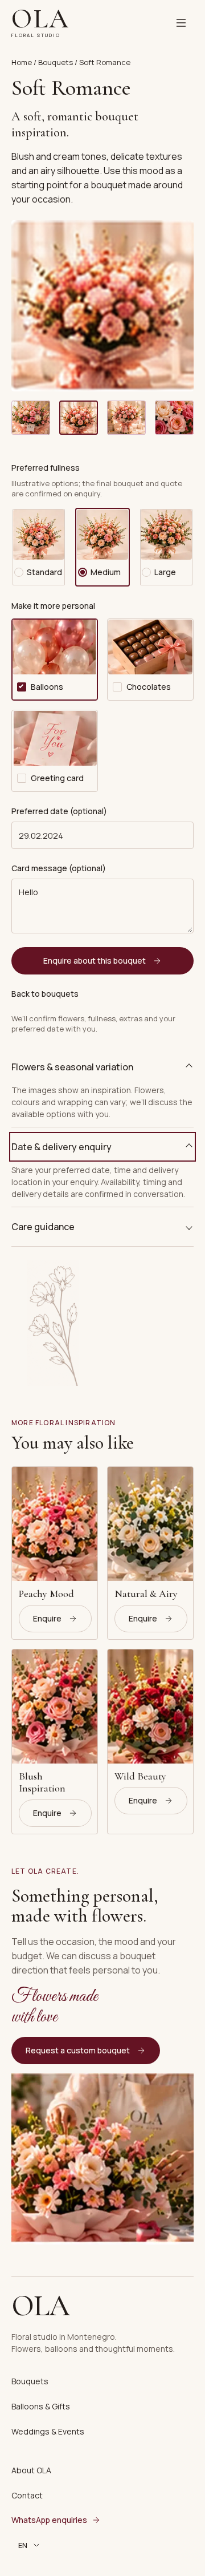 OLA
FLORAL STUDIO
Home / Bouquets / Soft Romance
Soft Romance
A soft, romantic bouquet
inspiration.
Blush and cream tones, delicate textures
and an airy silhouette. Use this mood as a
starting point for a bouquet made around
your occasion.
Preferred fullness
Illustrative options; the final bouquet and quote
are confirmed on enquiry.
Standard
Medium
Large
Make it more personal
Balloons
Chocolates
For
You
Greeting card
Preferred date (optional)
29.02.2024
Card message (optional)
Hello
Enquire about this bouquet
Back to bouquets
We'll confirm flowers, fullness, extras and your
preferred date with you.
Flowers & seasonal variation
The images show an inspiration. Flowers,
colours and wrapping can vary; we'll discuss the
available options with you.
Date & delivery enquiry
Share your preferred date, time and delivery
location in your enquiry. Availability, timing and
delivery details are confirmed in conversation.
Care guidance
MORE FLORAL INSPIRATION
You may also like
Peachy Mood
Enquire
Natural & Airy
Enquire
Blush
Inspiration
Enquire
Wild Beauty
Enquire
LET OLA CREATE.
Something personal,
made with flowers.
Tell us the occasion, the mood and your
budget. We can discuss a bouquet
direction that feels personal to you.
Flowers made
with love
Request a custom bouquet
OLA
OLA
Floral studio in Montenegro.
Flowers, balloons and thoughtful moments.
Bouquets
Balloons & Gifts
Weddings & Events
About OLA
Contact
WhatsApp enquiries
EN